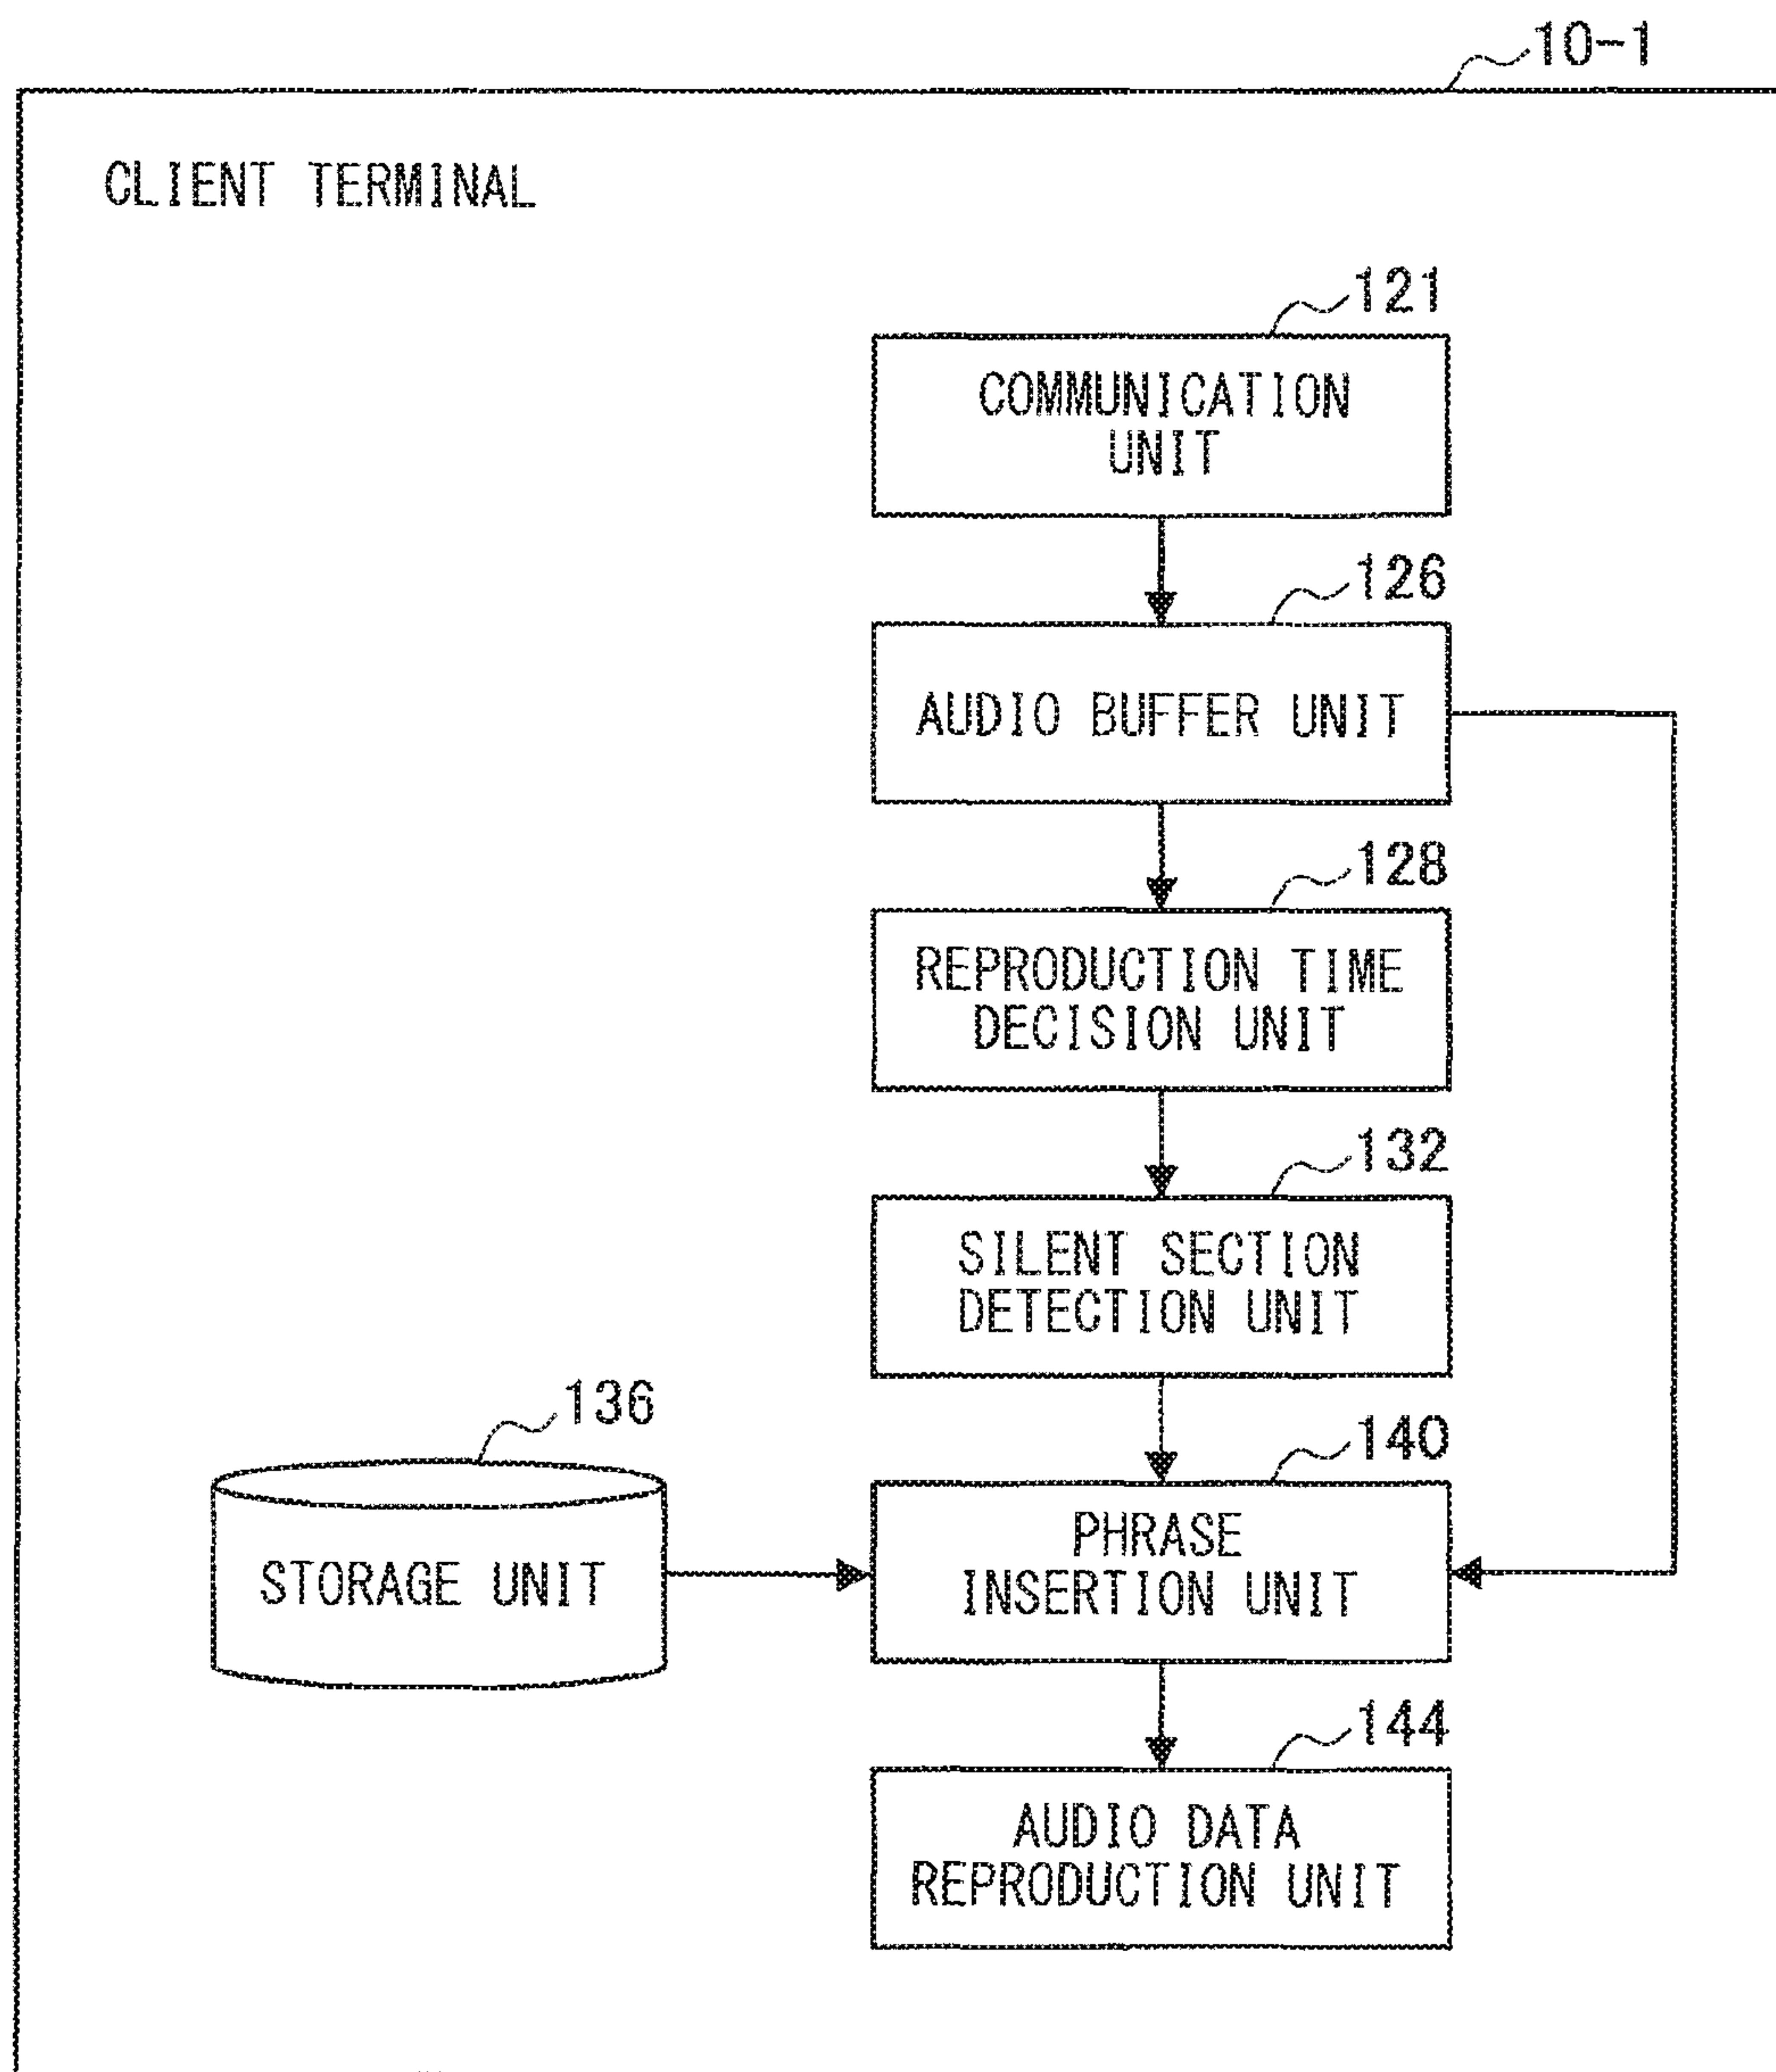 10-1
CLIENT TERMINAL
121
COMMUNICATION
UNIT
126
AUDIO BUFFER UNIT
128
REPRODUCTION TIME
DECISION UNIT
132
SILENT SECTION
DETECTION UNIT
136
STORAGE UNIT
140
PHRASE
INSERTION UNIT
144
AUDIO DATA
REPRODUCTION UNIT